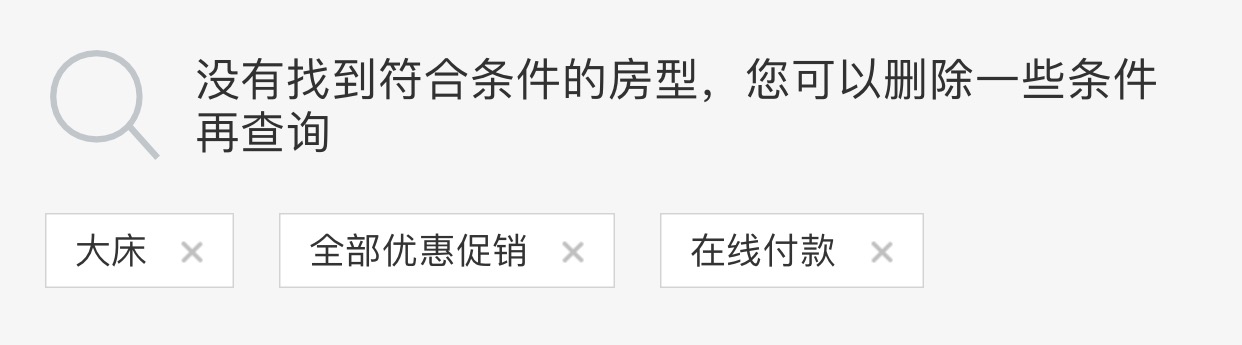 没有找到符合条件的房型，您可以删除一些条件
再查询
大床 ×
全部优惠促销 ×
在线付款 ×